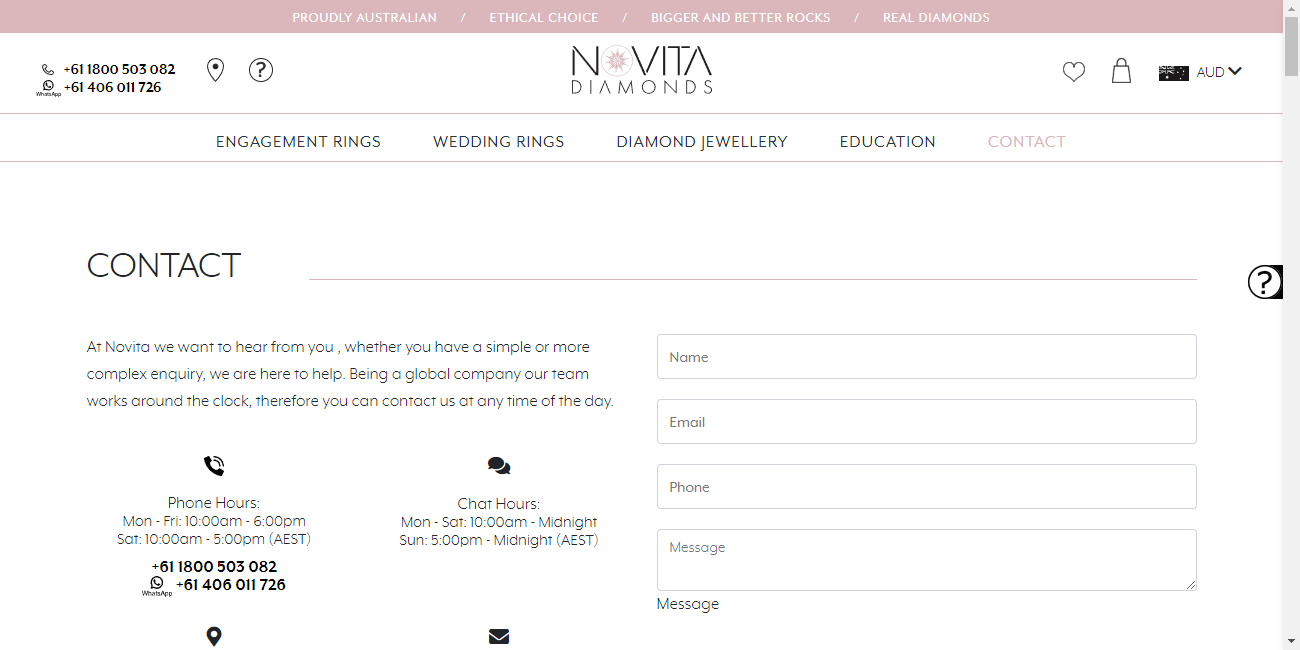 PROUDLY AUSTRALIAN / ETHICAL CHOICE / BIGGER AND BETTER ROCKS / REAL DIAMONDS
+61 1800 503 082
WhatsApp +61 406 011 726
?
NOVITA
DIAMONDS
AUD
ENGAGEMENT RINGS WEDDING RINGS DIAMOND JEWELLERY EDUCATION CONTACT
CONTACT
?
At Novita we want to hear from you , whether you have a simple or more
complex enquiry, we are here to help. Being a global company our team
works around the clock, therefore you can contact us at any time of the day.
Phone Hours:
Mon - Fri: 10:00am - 6:00pm
Sat: 10:00am - 5:00pm (AEST)
+61 1800 503 082
WhatsApp +61 406 011 726
Chat Hours:
Mon - Sat: 10:00am - Midnight
Sun: 5:00pm - Midnight (AEST)
Name
Email
Phone
Message
Message